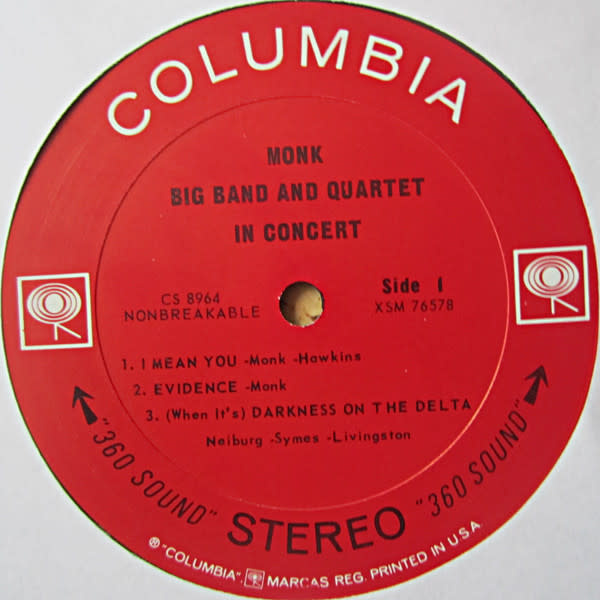 COLUMBIA
MONK
BIG BAND AND QUARTET
IN CONCERT
CS 8964
NONBREAKABLE
Side 1
XSM 76578
1. I MEAN YOU -Monk -Hawkins
2. EVIDENCE -Monk
3. (When It's) DARKNESS ON THE DELTA
Neiburg -Symes -Livingston
"360 SOUND" STEREO "360 SOUND"
® "COLUMBIA", MARCAS REG. PRINTED IN U.S.A.